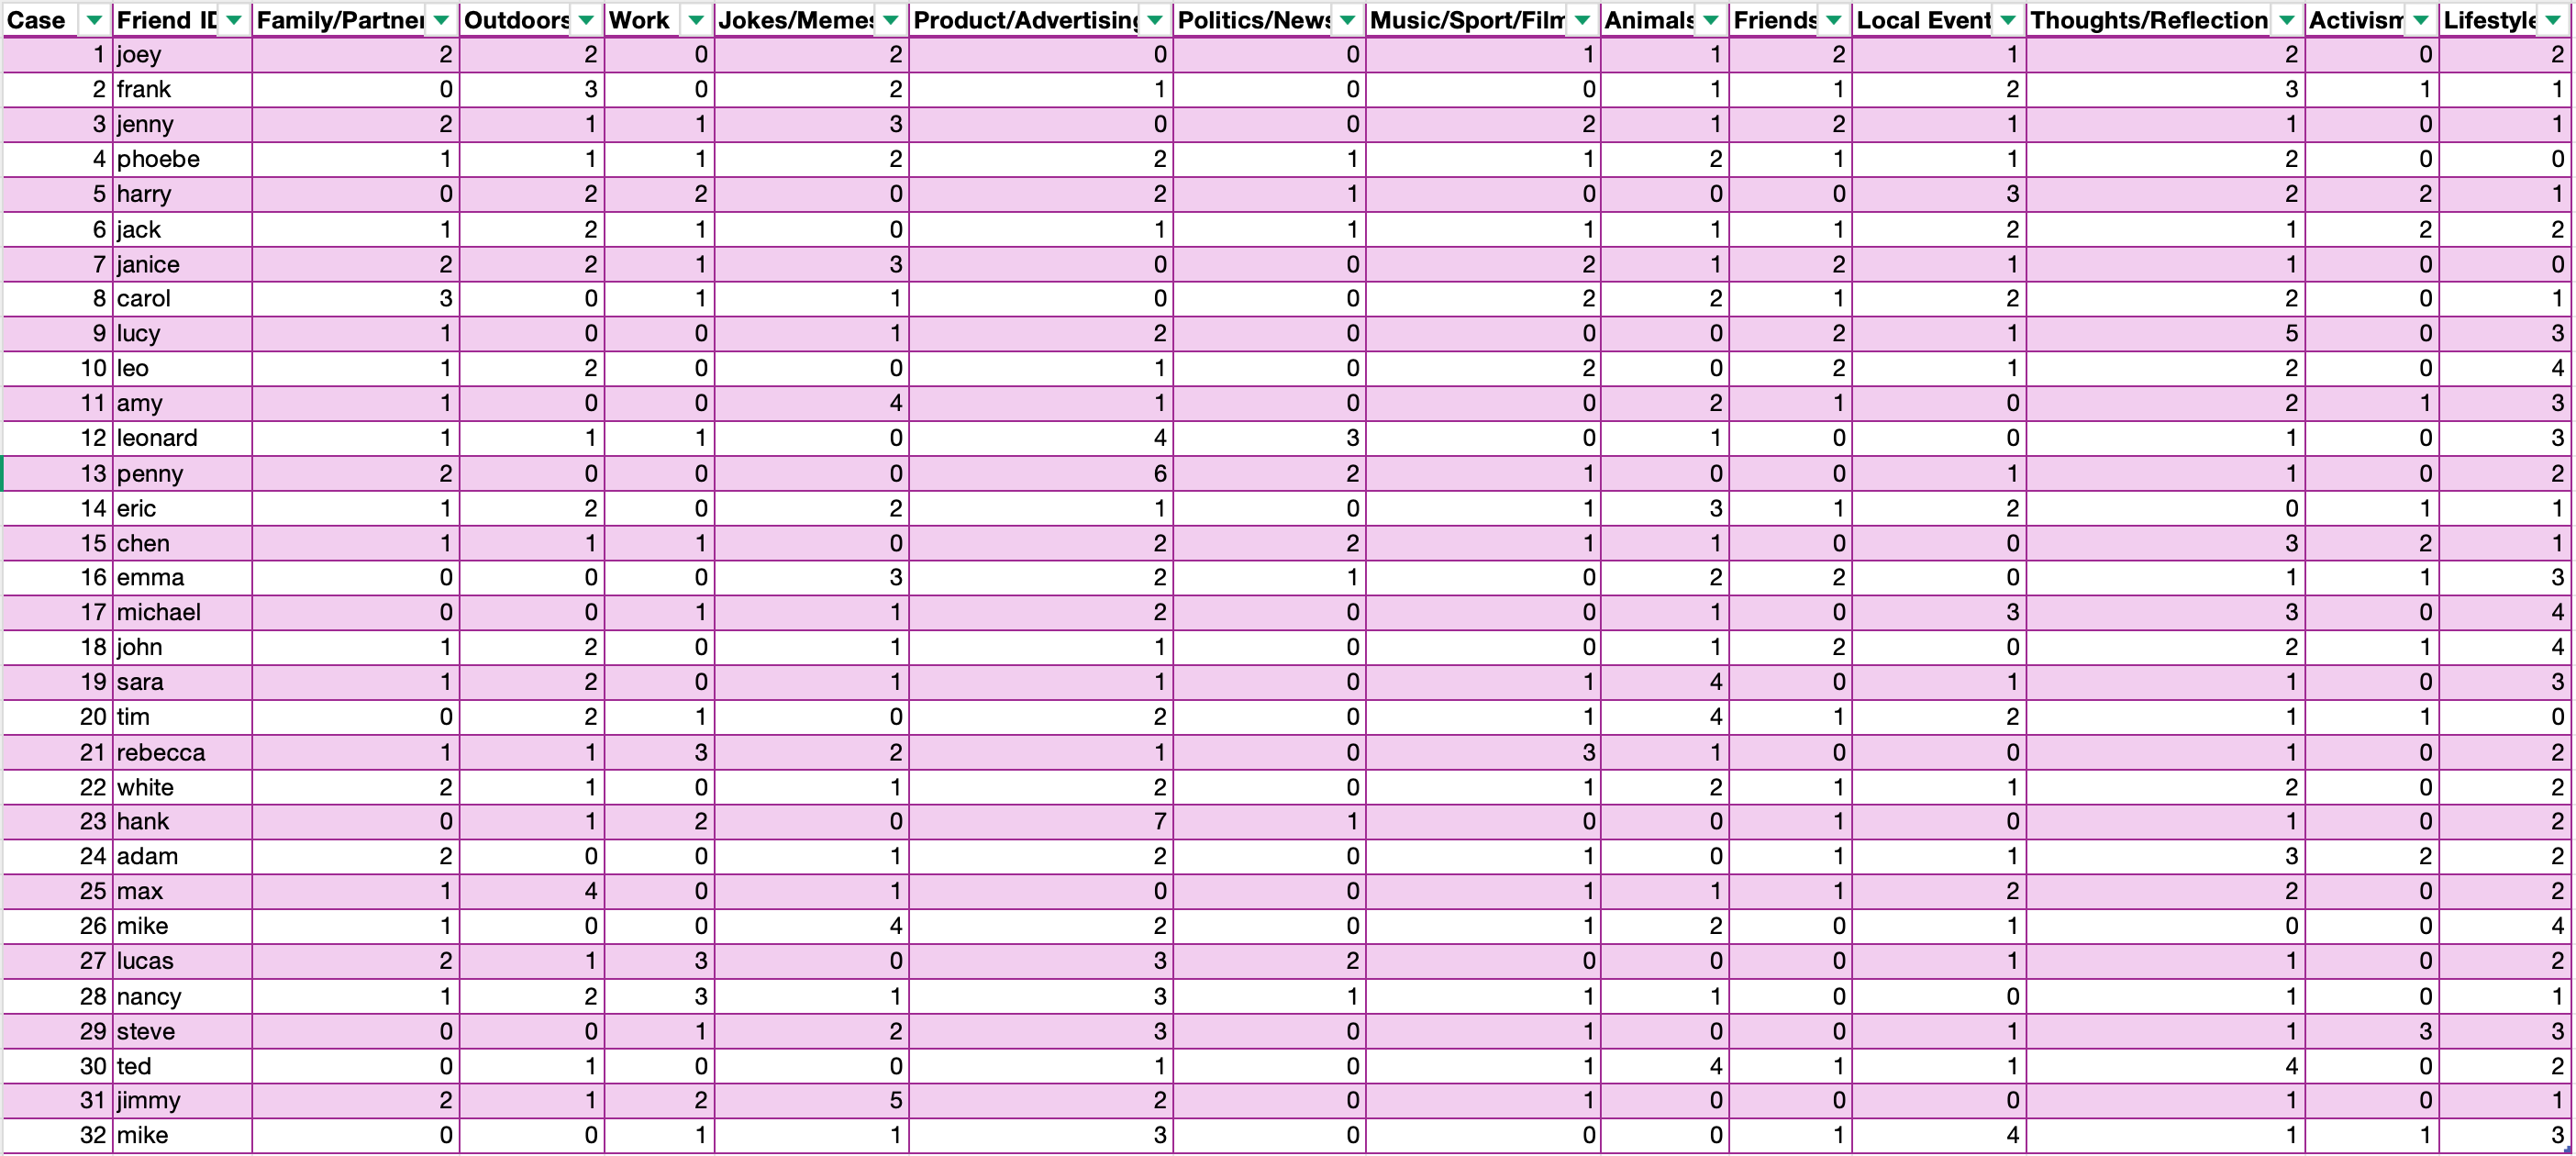 Case Friend ID Family/Partner Outdoors Work Jokes/Memes Product/Advertising Politics/News Music/Sport/Film Animals Friends Local Event Thoughts/Reflection Activism Lifestyle
1 joey 2 2 0 2 0 0 1 1 2 1 2 0 2
2 frank 0 3 0 2 1 0 0 1 1 2 3 1 1
3 jenny 2 1 1 3 0 0 2 1 2 1 1 0 1
4 phoebe 1 1 1 2 2 1 1 2 1 1 2 0 0
5 harry 0 2 2 0 2 1 0 0 0 3 2 2 1
6 jack 1 2 1 0 1 1 1 1 1 2 1 2 2
7 janice 2 2 1 3 0 0 2 1 2 1 1 0 0
8 carol 3 0 1 1 0 0 2 2 1 2 2 0 1
9 lucy 1 0 0 1 2 0 0 0 2 1 5 0 3
10 leo 1 2 0 0 1 0 2 0 2 1 2 0 4
11 amy 1 0 0 4 1 0 0 2 1 0 2 1 3
12 leonard 1 1 1 0 4 3 0 1 0 0 1 0 3
13 penny 2 0 0 0 6 2 1 0 0 1 1 0 2
14 eric 1 2 0 2 1 0 1 3 1 2 0 1 1
15 chen 1 1 1 0 2 2 1 1 0 0 3 2 1
16 emma 0 0 0 3 2 1 0 2 2 0 1 1 3
17 michael 0 0 1 1 2 0 0 1 0 3 3 0 4
18 john 1 2 0 1 1 0 0 1 2 0 2 1 4
19 sara 1 2 0 1 1 0 1 4 0 1 1 0 3
20 tim 0 2 1 0 2 0 1 4 1 2 1 1 0
21 rebecca 1 1 3 2 1 0 3 1 0 0 1 0 2
22 white 2 1 0 1 2 0 1 2 1 1 2 0 2
23 hank 0 1 2 0 7 1 0 0 1 0 1 0 2
24 adam 2 0 0 1 2 0 1 0 1 1 3 2 2
25 max 1 4 0 1 0 0 1 1 1 2 2 0 2
26 mike 1 0 0 4 2 0 1 2 0 1 0 0 4
27 lucas 2 1 3 0 3 2 0 0 0 1 1 0 2
28 nancy 1 2 3 1 3 1 1 1 0 0 1 0 1
29 steve 0 0 1 2 3 0 1 0 0 1 1 3 3
30 ted 0 1 0 0 1 0 1 4 1 1 4 0 2
31 jimmy 2 1 2 5 2 0 1 0 0 0 1 0 1
32 mike 0 0 1 1 3 0 0 0 1 4 1 1 3